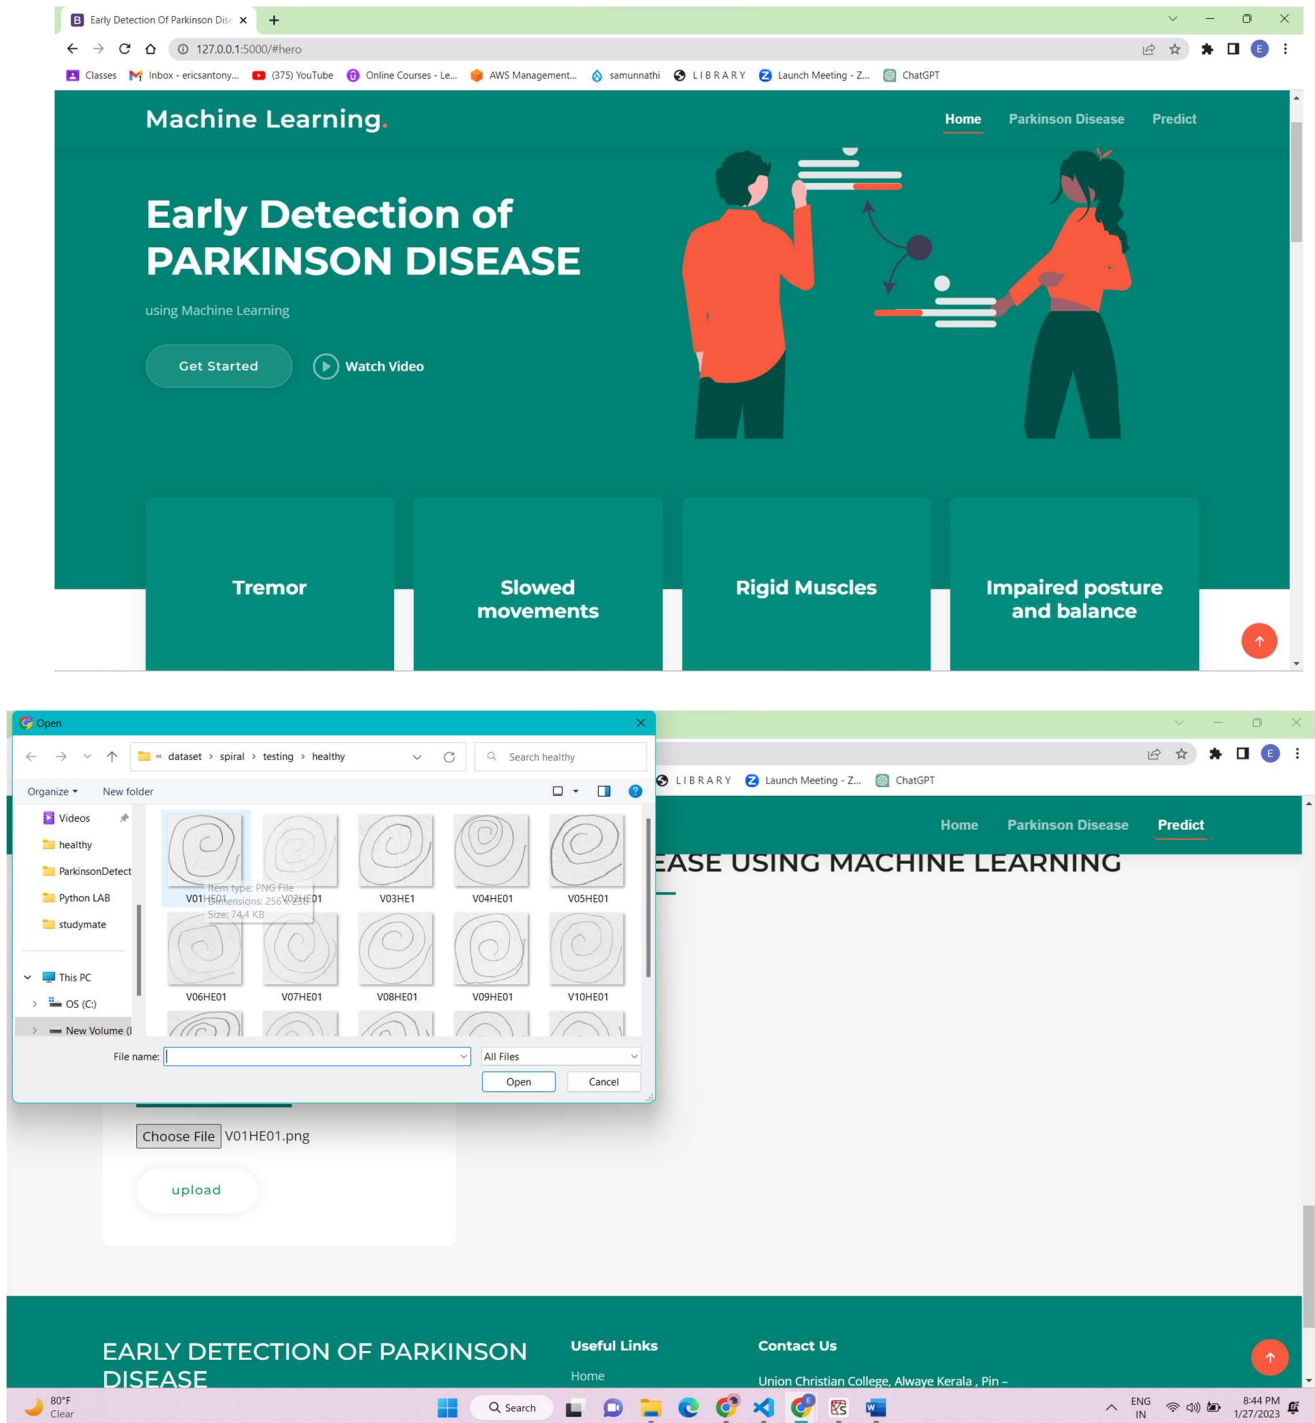 Early Detection Of Parkinson Dise
127.0.0.1:5000/#hero
Classes Inbox - ericsantony... (375) YouTube Online Courses - Le... AWS Management... samunnathi L I B R A R Y Launch Meeting - Z... ChatGPT
Machine Learning. Home Parkinson Disease Predict
Early Detection of
PARKINSON DISEASE
using Machine Learning
Get Started Watch Video
Tremor
Slowed
movements
Rigid Muscles
Impaired posture
and balance
Open
« dataset > spiral > testing > healthy Search healthy
L I B R A R Y Launch Meeting - Z... ChatGPT
Organize New folder
Videos
healthy
ParkinsonDetect
Python LAB
studymate
This PC
OS (C:)
New Volume (
V01HE01 V02HE01 V03HE1 V04HE01 V05HE01
Item type: PNG File
Dimensions: 256 x 256
Size: 74.4 KB
V06HE01 V07HE01 V08HE01 V09HE01 V10HE01
File name: All Files
Open Cancel
Home Parkinson Disease Predict
EASE USING MACHINE LEARNING
Choose File V01HE01.png
upload
EARLY DETECTION OF PARKINSON
DISEASE
Useful Links
Home
Contact Us
Union Christian College, Alwaye Kerala , Pin –
80°F
Clear
Search
ENG
IN
8:44 PM
1/27/2023